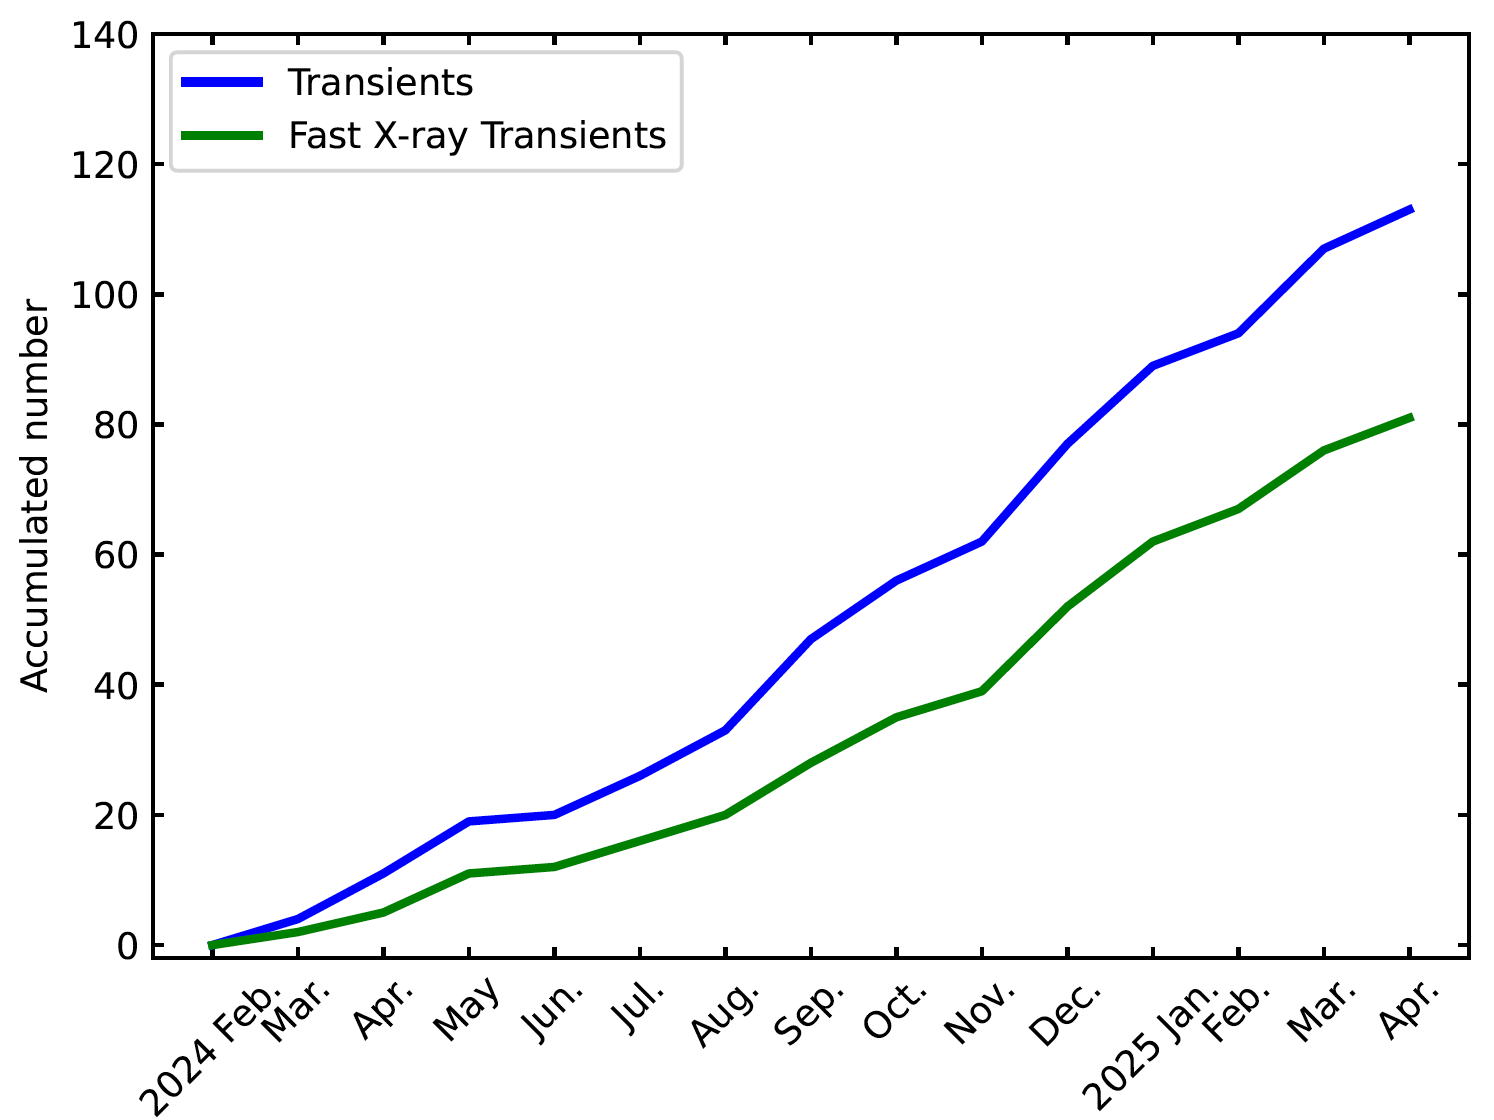 Transients
Fast X-ray Transients
Accumulated number
140
120
100
80
60
40
20
0
2024 Feb.
Mar.
Apr.
May
Jun.
Jul.
Aug.
Sep.
Oct.
Nov.
Dec.
2025 Jan.
Feb.
Mar.
Apr.